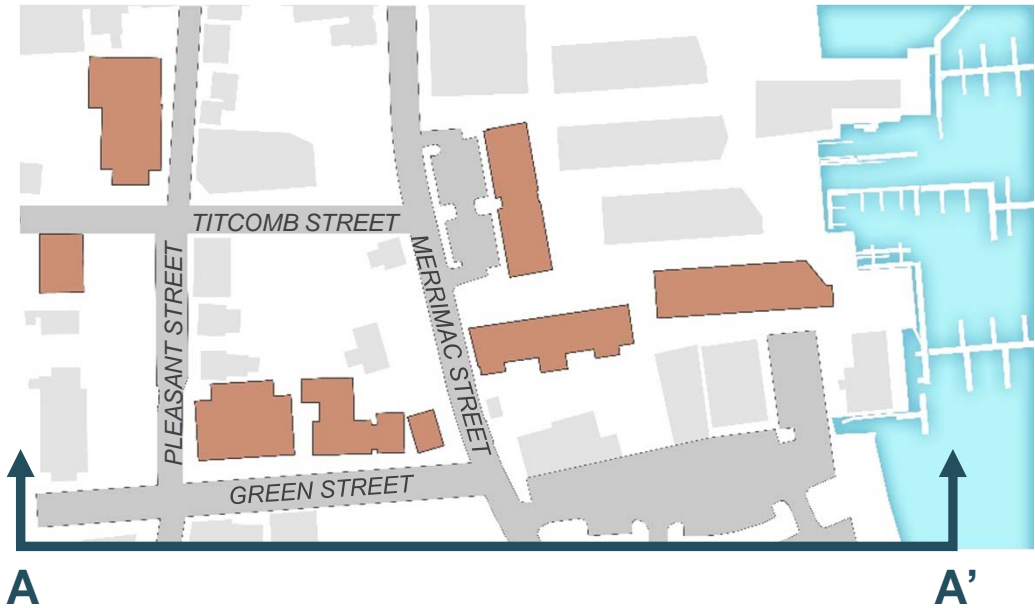 TITCOMB STREET
PLEASANT STREET
MERRIMAC STREET
GREEN STREET
A
A’